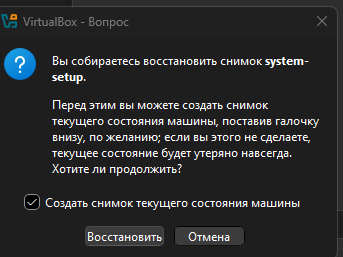 VirtualBox - Вопрос
Вы собираетесь восстановить снимок system-
setup.
Перед этим вы можете создать снимок
текущего состояния машины, поставив галочку
внизу, по желанию; если вы этого не сделаете,
текущее состояние будет утеряно навсегда.
Хотите ли продолжить?
Создать снимок текущего состояния машины
Восстановить
Отмена